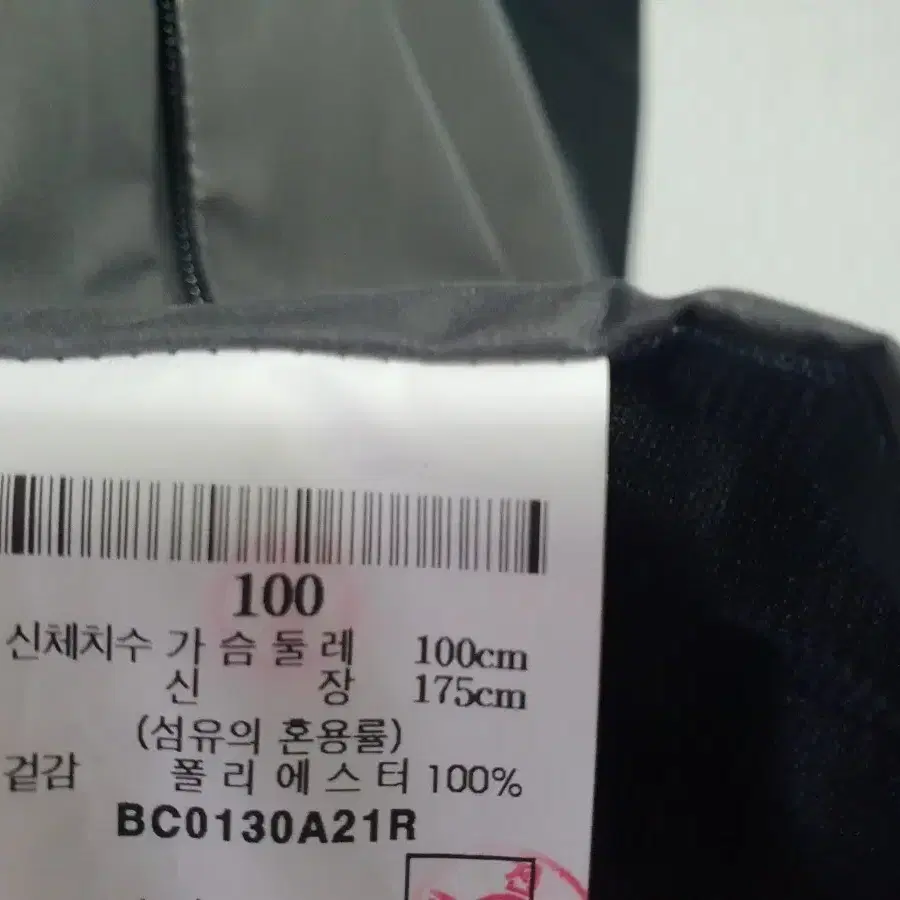 100
신체치수 가슴둘레 100cm
신장 175cm
(섬유의 혼용률)
겉감 폴리에스터 100%
BC0130A21R